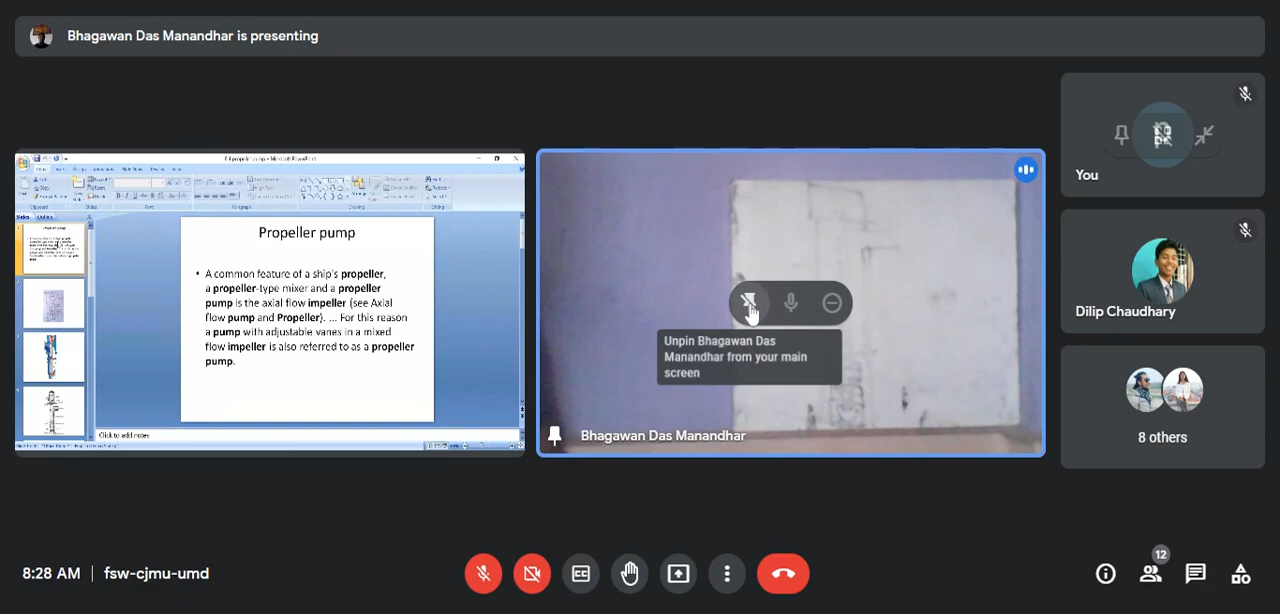 Bhagawan Das Manandhar is presenting
Propeller pump
• A common feature of a ship's propeller,
a propeller-type mixer and a propeller
pump is the axial flow impeller (see Axial
flow pump and Propeller). ... For this reason
a pump with adjustable vanes in a mixed
flow impeller is also referred to as a propeller
pump.
Click to add notes
Unpin Bhagawan Das
Manandhar from your main
screen
Bhagawan Das Manandhar
You
Dilip Chaudhary
8 others
8:28 AM | fsw-cjmu-umd
CC
12